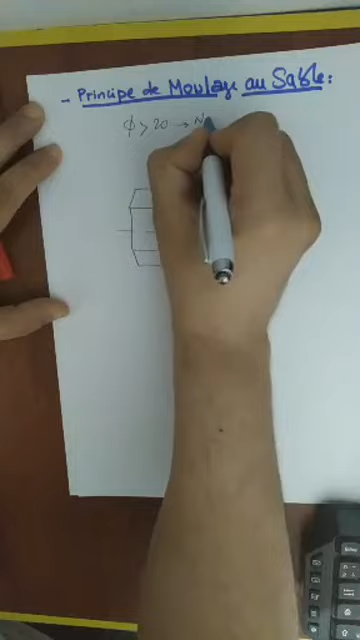 - Principe de Moulage au Sable:
ϕ > 20 → N